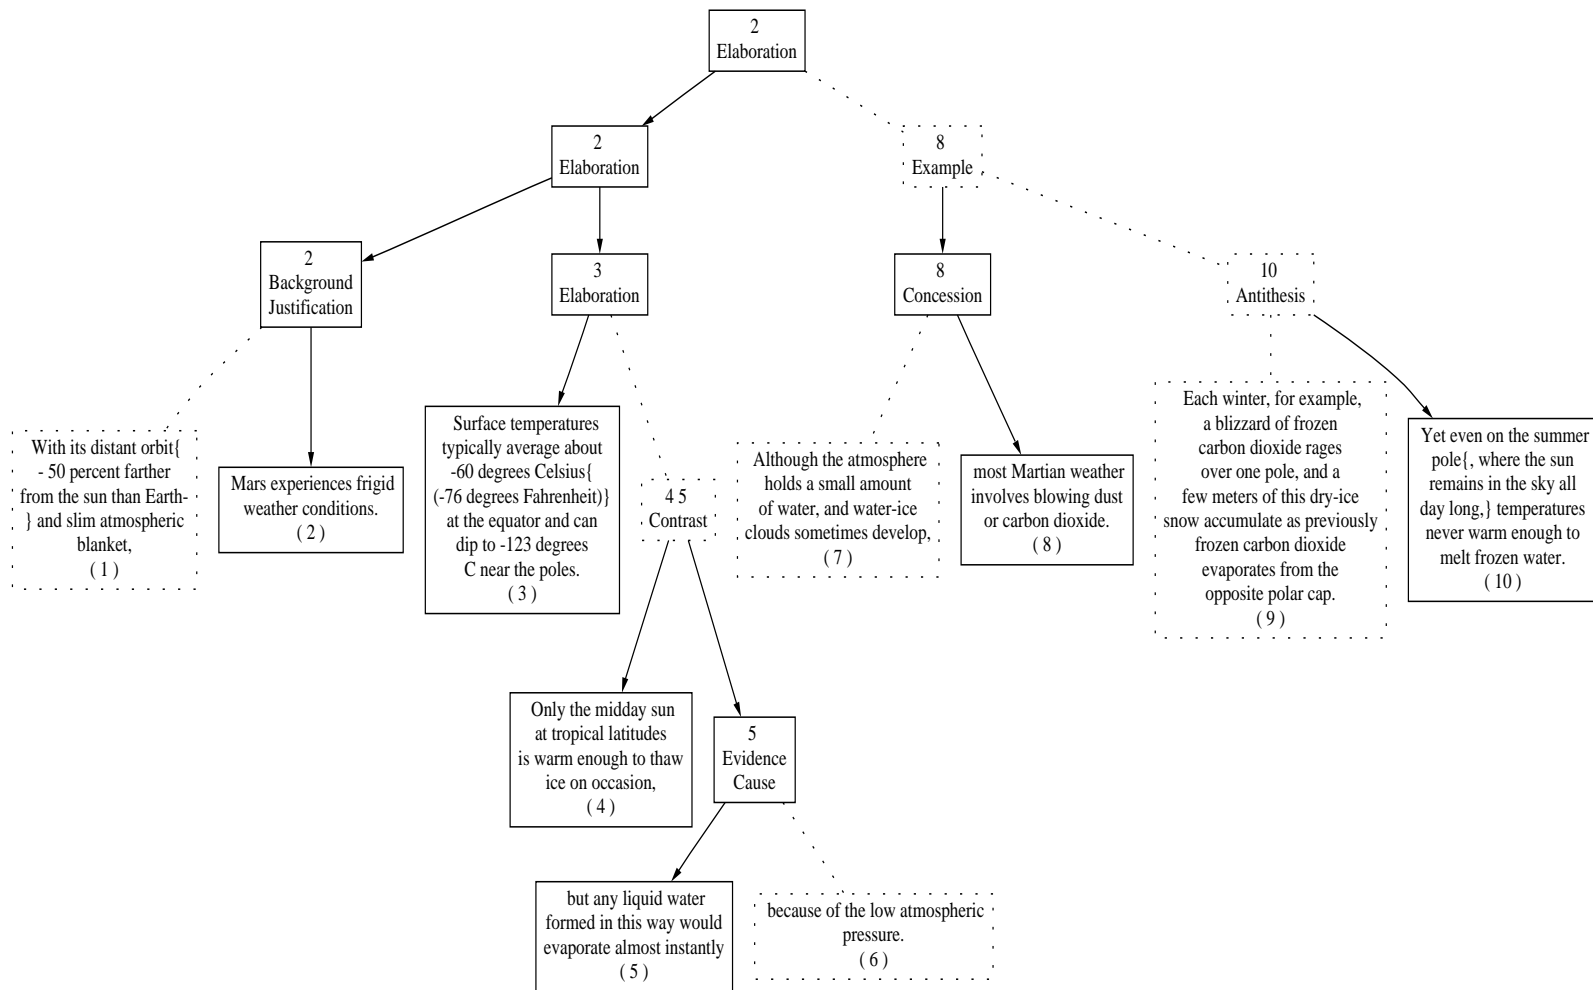 2
Elaboration
2
Elaboration
8
Example
2
Background
Justification
3
Elaboration
8
Concession
10
Antithesis
With its distant orbit{
- 50 percent farther
from the sun than Earth-
} and slim atmospheric
blanket,
( 1 )
Mars experiences frigid
weather conditions.
( 2 )
Surface temperatures
typically average about
-60 degrees Celsius{
(-76 degrees Fahrenheit)}
at the equator and can
dip to -123 degrees
C near the poles.
( 3 )
4 5
Contrast
Although the atmosphere
holds a small amount
of water, and water-ice
clouds sometimes develop,
( 7 )
most Martian weather
involves blowing dust
or carbon dioxide.
( 8 )
Each winter, for example,
a blizzard of frozen
carbon dioxide rages
over one pole, and a
few meters of this dry-ice
snow accumulate as previously
frozen carbon dioxide
evaporates from the
opposite polar cap.
( 9 )
Yet even on the summer
pole{, where the sun
remains in the sky all
day long,} temperatures
never warm enough to
melt frozen water.
( 10 )
Only the midday sun
at tropical latitudes
is warm enough to thaw
ice on occasion,
( 4 )
5
Evidence
Cause
but any liquid water
formed in this way would
evaporate almost instantly
( 5 )
because of the low atmospheric
pressure.
( 6 )